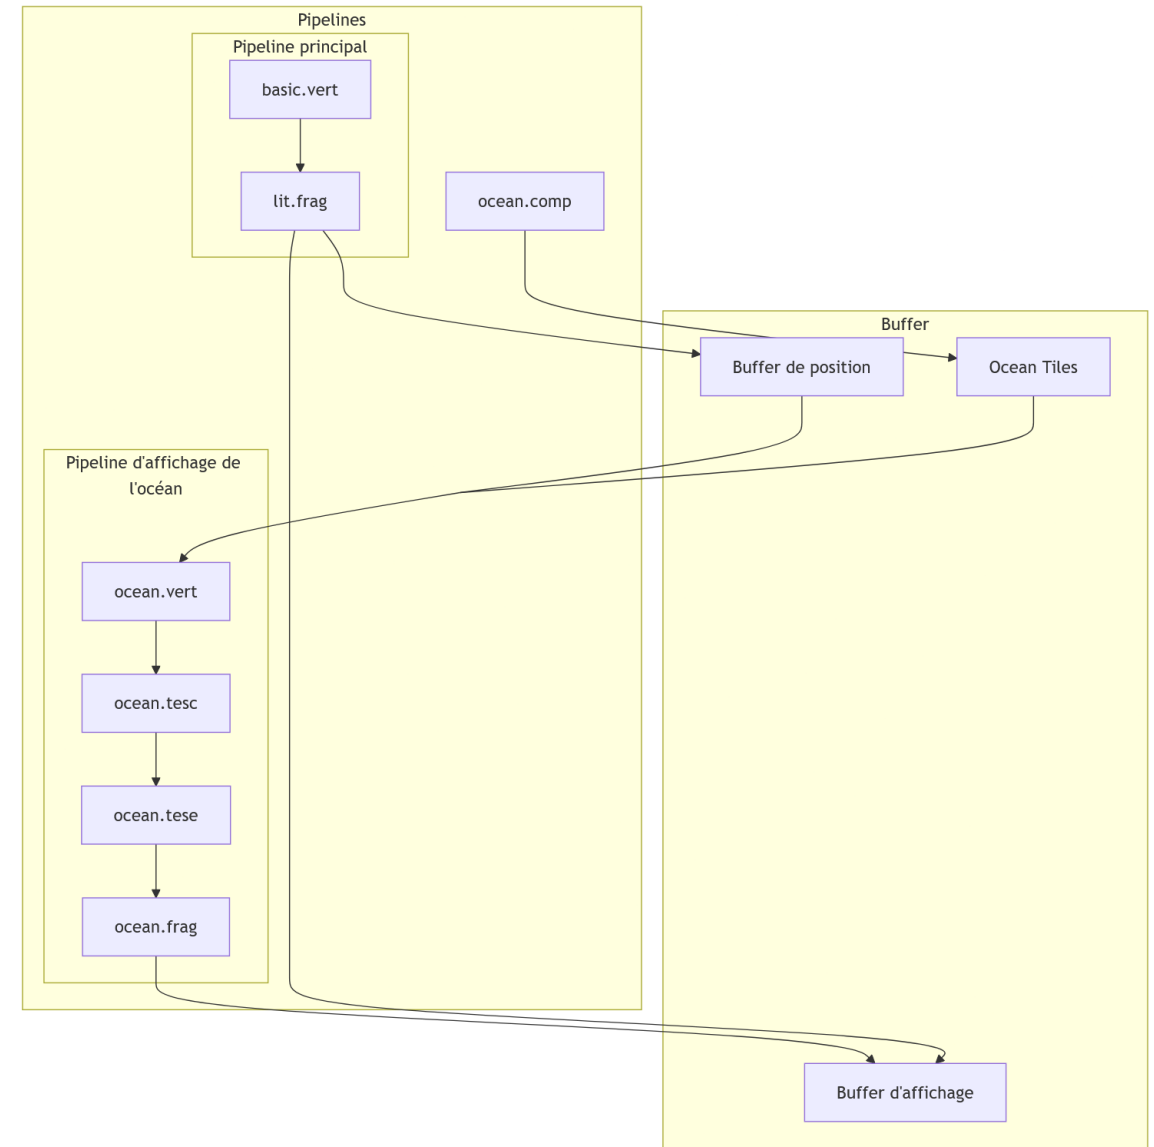 Pipelines
Pipeline principal
basic.vert
lit.frag
ocean.comp
Buffer
Buffer de position
Ocean Tiles
Pipeline d'affichage de
l'océan
ocean.vert
ocean.tesc
ocean.tese
ocean.frag
Buffer d'affichage